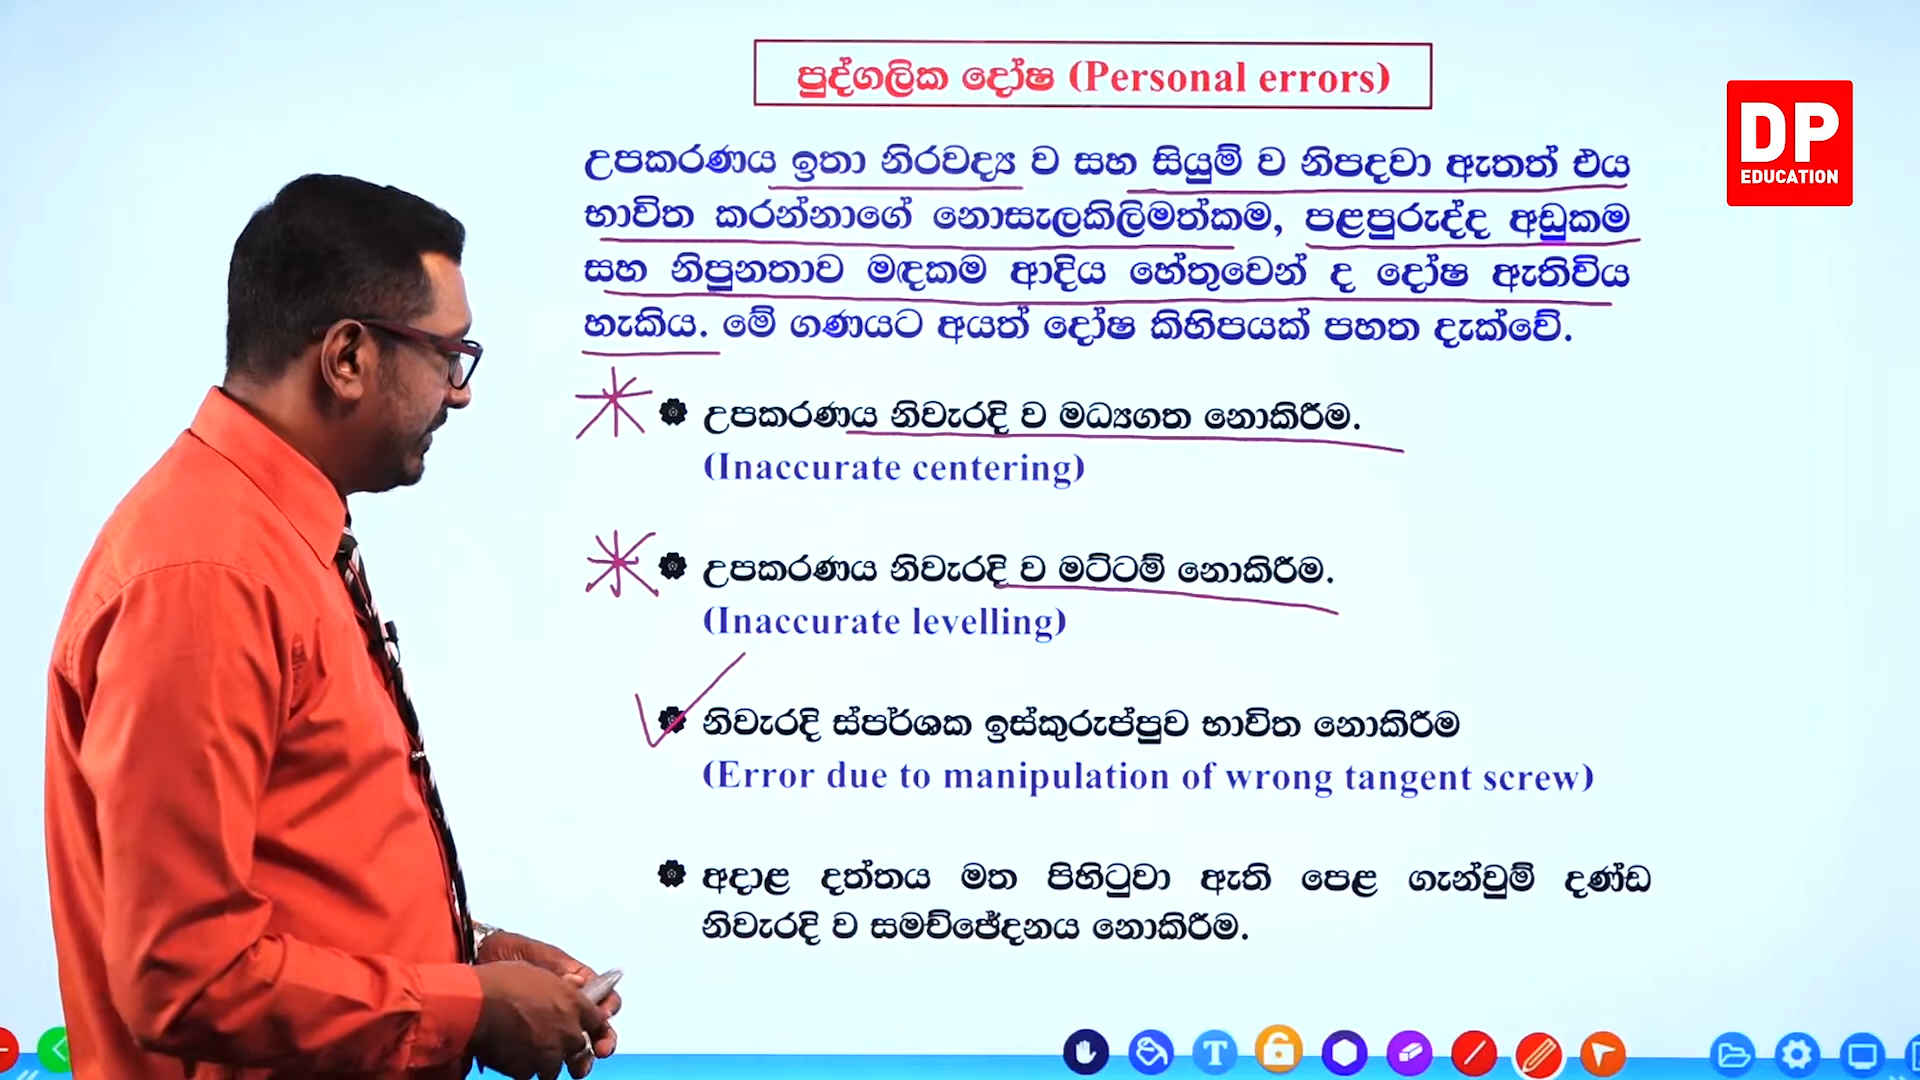 පුද්ගලික දෝෂ (Personal errors)
DP
EDUCATION
උපකරණය ඉතා නිරවද්‍ය ව සහ සියුම් ව නිපදවා ඇතත් එය
භාවිත කරන්නාගේ නොසැලකිලිමත්කම, පළපුරුද්ද අඩුකම
සහ නිපුනතාව මඳකම ආදිය හේතුවෙන් ද දෝෂ ඇතිවිය
හැකිය. මේ ගණයට අයත් දෝෂ කිහිපයක් පහත දැක්වේ.
උපකරණය නිවැරදි ව මධ්‍යගත නොකිරීම.
(Inaccurate centering)
උපකරණය නිවැරදි ව මට්ටම් නොකිරීම.
(Inaccurate levelling)
නිවැරදි ස්පර්ශක ඉස්කුරුප්පුව භාවිත නොකිරීම
(Error due to manipulation of wrong tangent screw)
අදාළ දත්තය මත පිහිටුවා ඇති පෙළ ගැන්වුම් දණ්ඩ
නිවැරදි ව සමච්ඡේදනය නොකිරීම.